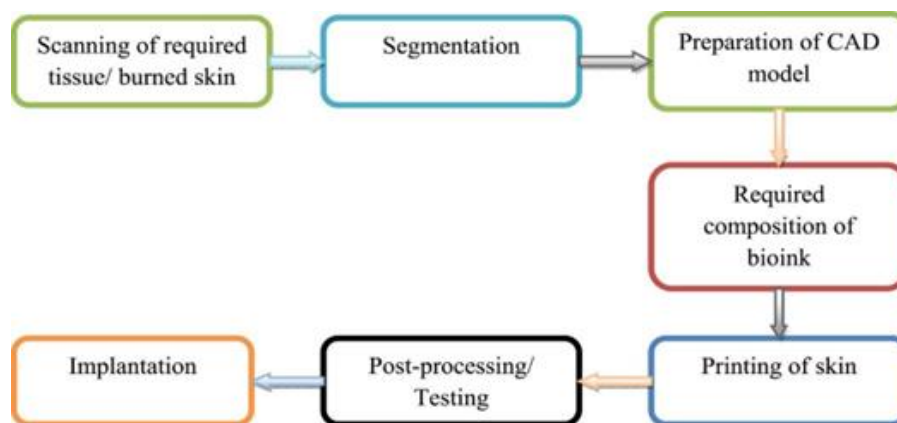 Scanning of required
tissue/ burned skin
Segmentation
Preparation of CAD
model
Required
composition of
bioink
Printing of skin
Post-processing/
Testing
Implantation